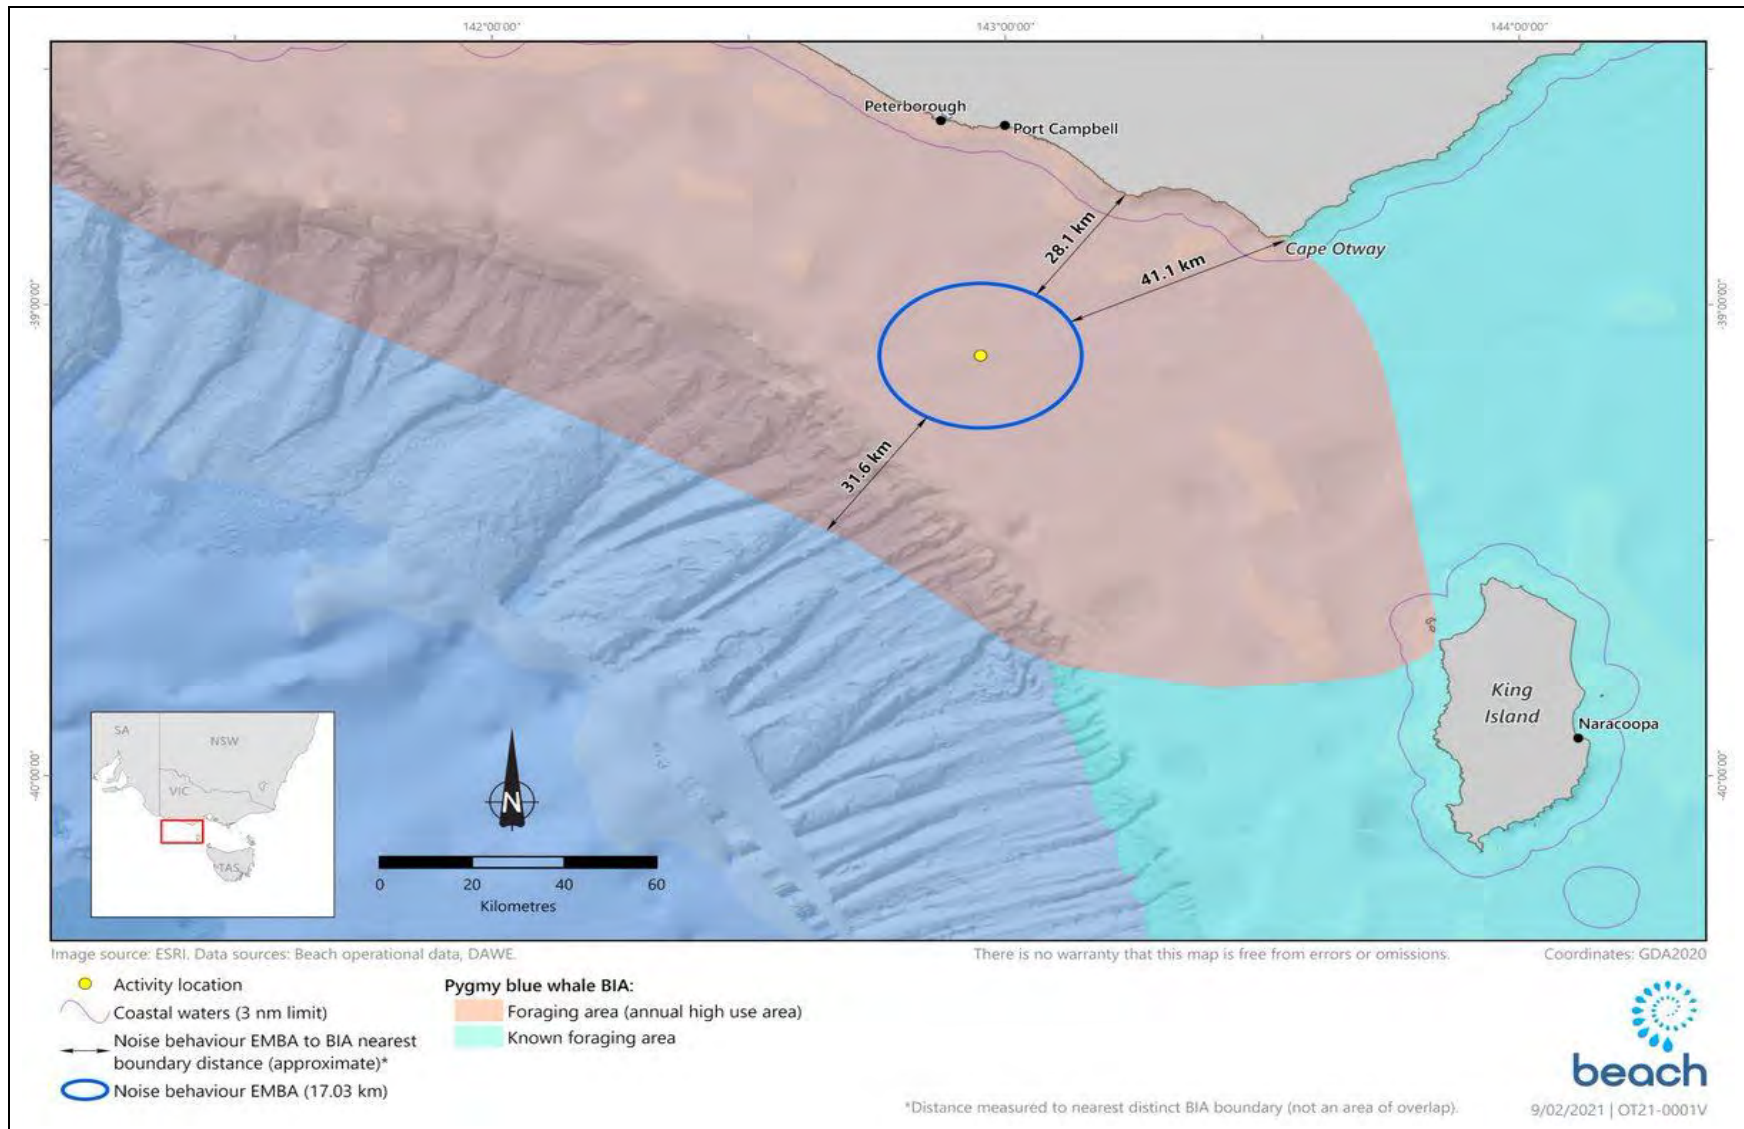 142°00'00"
143°00'00"
144°00'00"
Peterborough
Port Campbell
28.1 km
Cape Otway
41.1 km
-39°00'00"
-39°00'00"
31.6 km
King
Island
Naracoopa
-40°00'00"
-40°00'00"
SA
NSW
VIC
TAS
N
0 20 40 60
Kilometres
Image source: ESRI. Data sources: Beach operational data, DAWE.
There is no warranty that this map is free from errors or omissions.
Coordinates: GDA2020
Activity location
Coastal waters (3 nm limit)
Noise behaviour EMBA to BIA nearest
boundary distance (approximate)*
Noise behaviour EMBA (17.03 km)
Pygmy blue whale BIA:
Foraging area (annual high use area)
Known foraging area
beach
*Distance measured to nearest distinct BIA boundary (not an area of overlap).
9/02/2021 | OT21-0001V